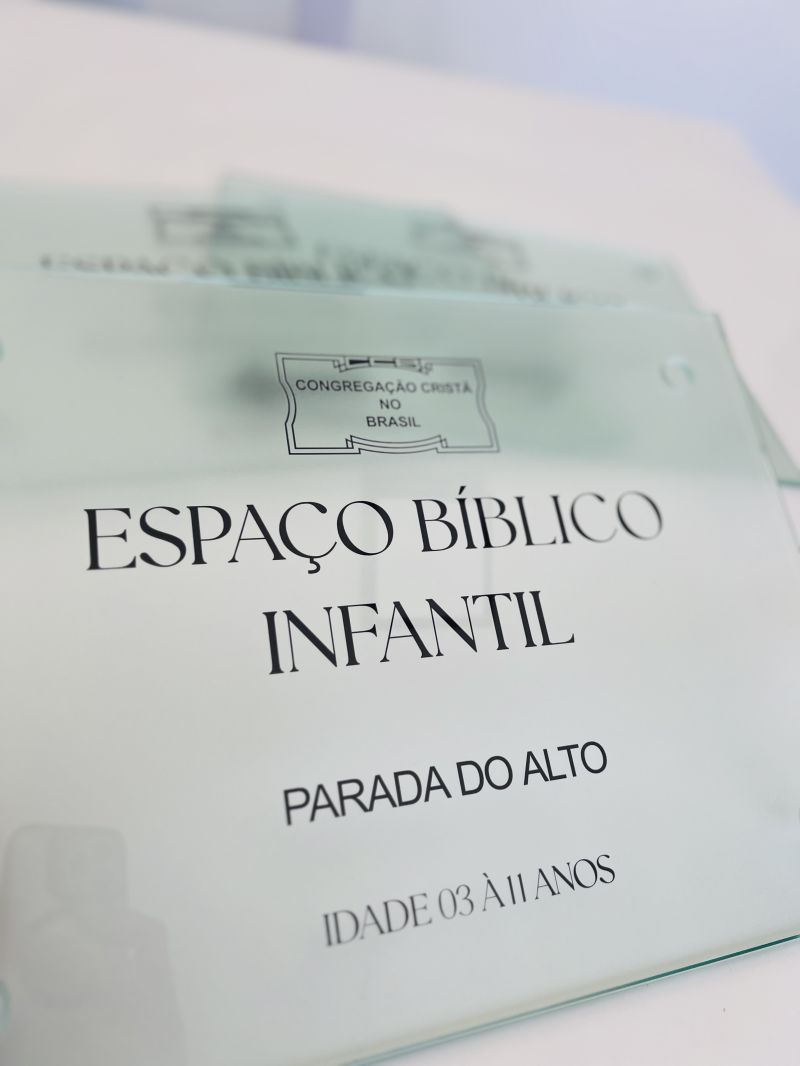 CONGREGAÇÃO CRISTÃ
NO
BRASIL
ESPAÇO BÍBLICO
INFANTIL
PARADA DO ALTO
IDADE 03 À 11 ANOS